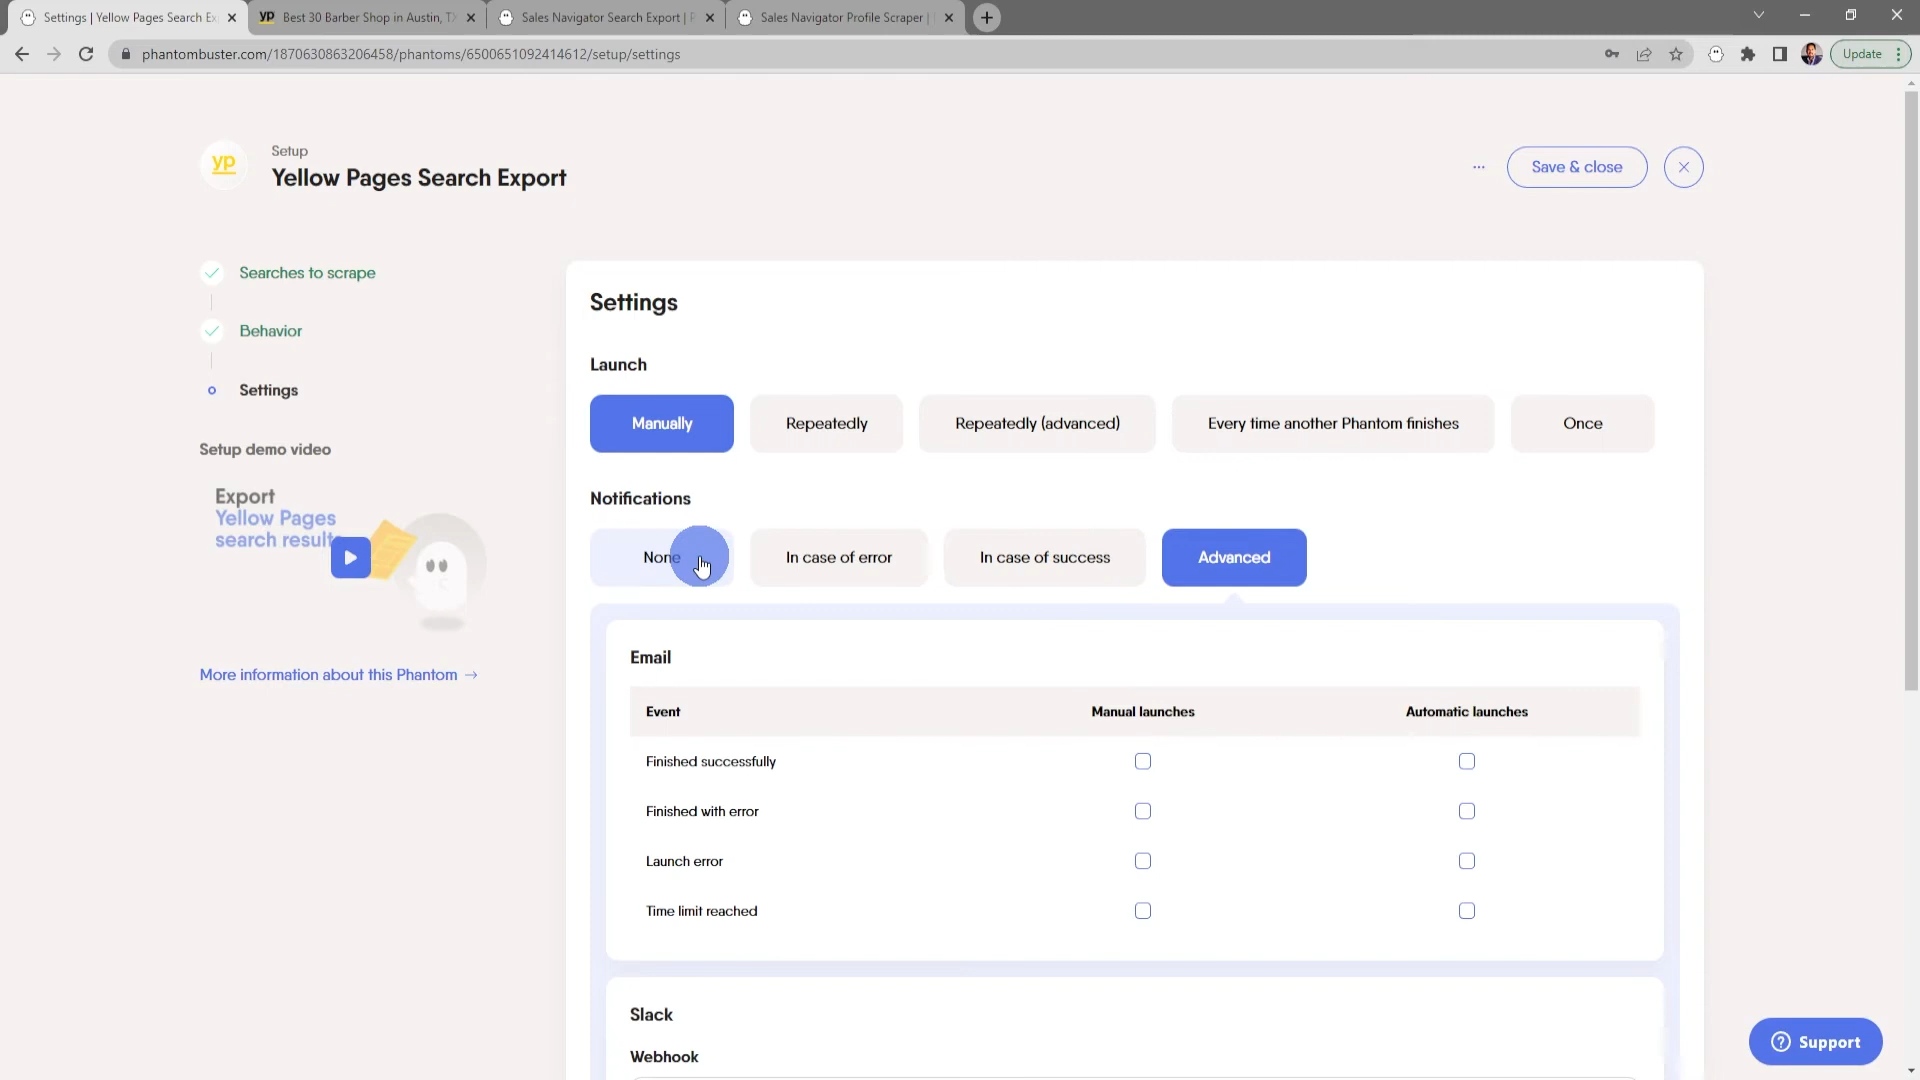 Settings | Yellow Pages Search Ex
yp Best 30 Barber Shop in Austin, TX
Sales Navigator Search Export | P
Sales Navigator Profile Scraper |
phantombuster.com/1870630863206458/phantoms/6500651092414612/setup/settings
Update
yp
Setup
Yellow Pages Search Export
...
Save & close
Searches to scrape
Behavior
Settings
Setup demo video
Export
Yellow Pages
search results
More information about this Phantom →
Settings
Launch
Manually
Repeatedly
Repeatedly (advanced)
Every time another Phantom finishes
Once
Notifications
None
In case of error
In case of success
Advanced
Email
Event Manual launches Automatic launches
Finished successfully
Finished with error
Launch error
Time limit reached
Slack
Webhook
Support